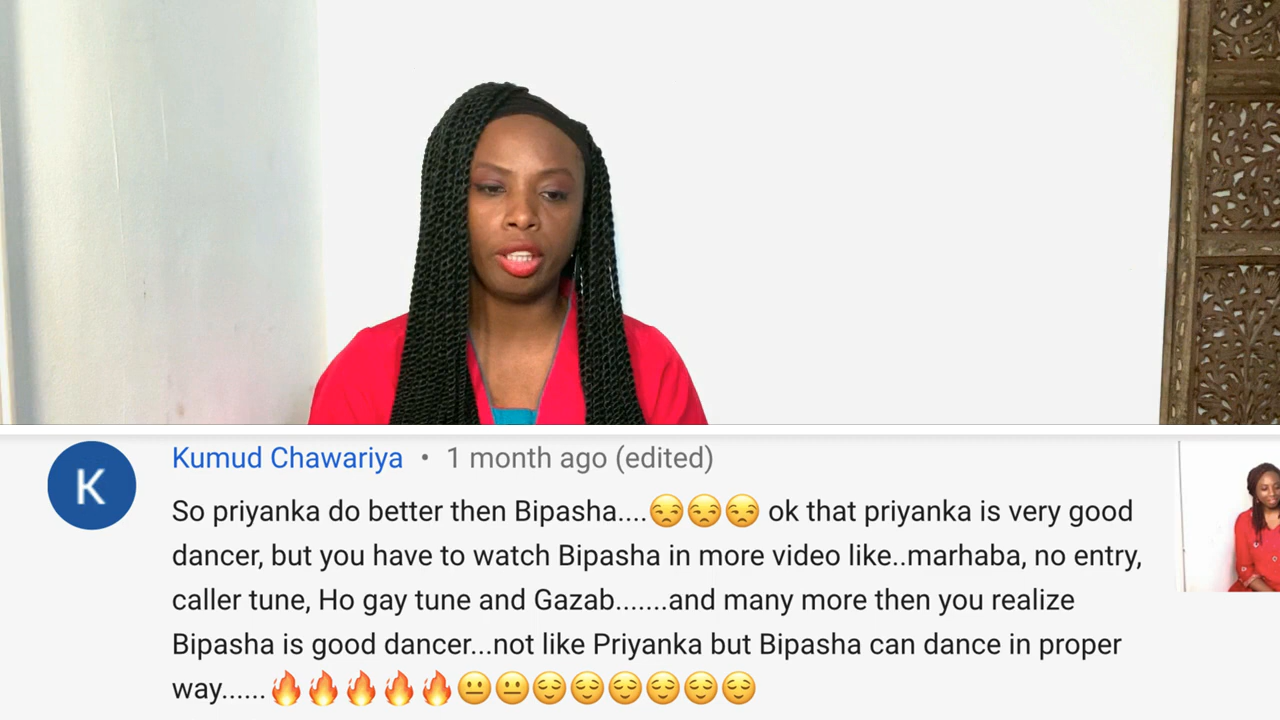 K
Kumud Chawariya • 1 month ago (edited)
So priyanka do better then Bipasha....😒😒😒 ok that priyanka is very good
dancer, but you have to watch Bipasha in more video like..marhaba, no entry,
caller tune, Ho gay tune and Gazab.......and many more then you realize
Bipasha is good dancer...not like Priyanka but Bipasha can dance in proper
way......🔥🔥🔥🔥🔥😐😐😌😌😌😌😌😌